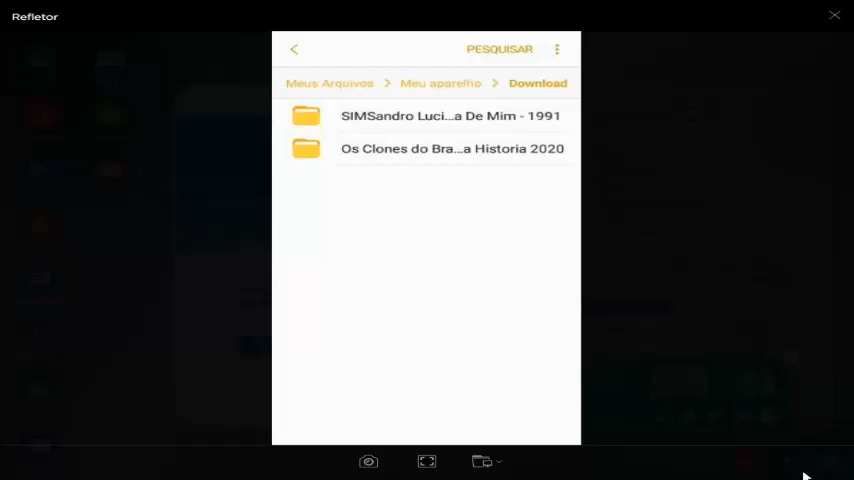 Refletor
PESQUISAR
Meus Arquivos > Meu aparelho > Download
SIMSandro Luci...a De Mim - 1991
Os Clones do Bra...a Historia 2020